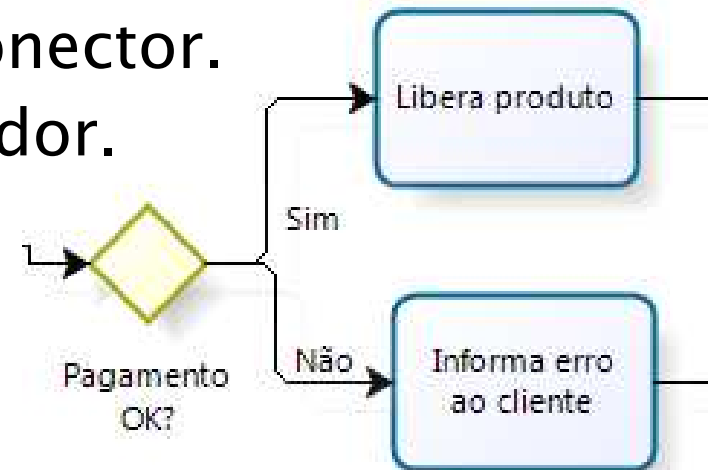 onector.
dor.
Libera produto
Sim
Não
Pagamento
OK?
Informa erro
ao cliente